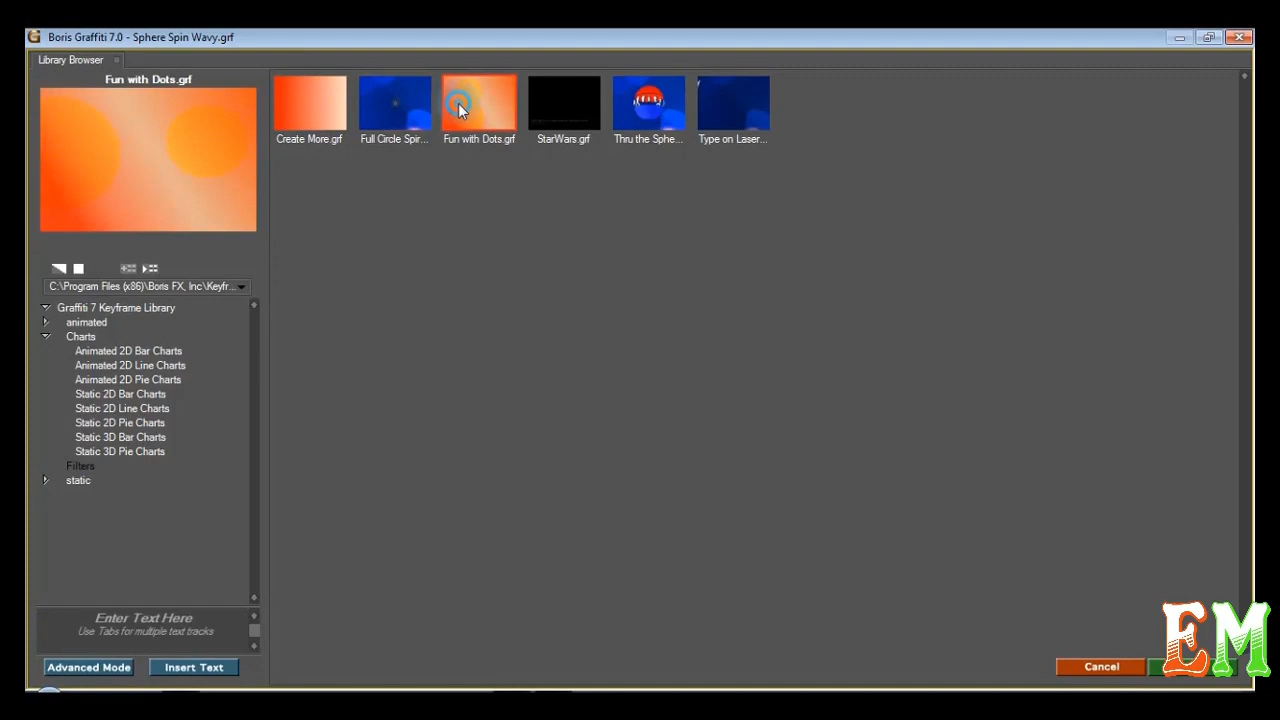 Boris Graffiti 7.0 - Sphere Spin Wavy.grf
Library Browser
Fun with Dots.grf
Create More.grf
Full Circle Spir...
Fun with Dots.grf
StarWars.grf
Thru the Sphe...
Type on Laser...
C:\Program Files (x86)\Boris FX, Inc\Keyfr...
Graffiti 7 Keyframe Library
animated
Charts
Animated 2D Bar Charts
Animated 2D Line Charts
Animated 2D Pie Charts
Static 2D Bar Charts
Static 2D Line Charts
Static 2D Pie Charts
Static 3D Bar Charts
Static 3D Pie Charts
Filters
static
Enter Text Here
Use Tabs for multiple text tracks
Advanced Mode
Insert Text
Cancel
EM